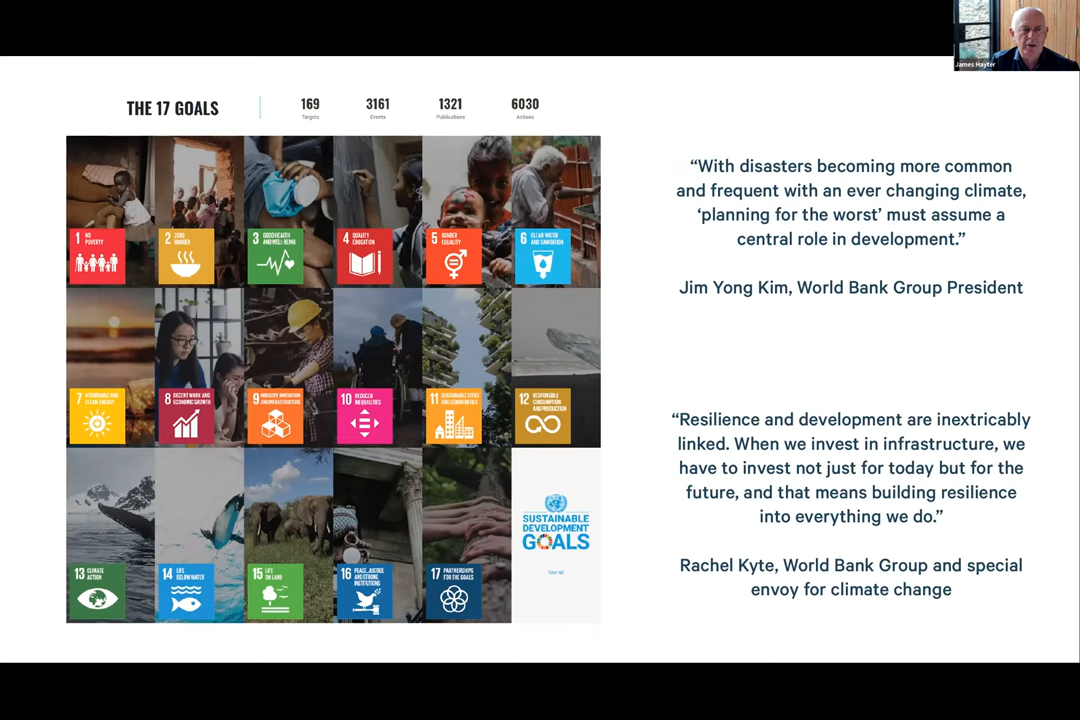 James Hayter
THE 17 GOALS
169
Targets
3161
Events
1321
Publications
6030
Actions
1 NO
POVERTY
2 ZERO
HUNGER
3 GOOD HEALTH
AND WELL-BEING
4 QUALITY
EDUCATION
5 GENDER
EQUALITY
6 CLEAN WATER
AND SANITATION
7 AFFORDABLE AND
CLEAN ENERGY
8 DECENT WORK AND
ECONOMIC GROWTH
9 INDUSTRY, INNOVATION
AND INFRASTRUCTURE
10 REDUCED
INEQUALITIES
11 SUSTAINABLE CITIES
AND COMMUNITIES
12 RESPONSIBLE
CONSUMPTION
AND PRODUCTION
13 CLIMATE
ACTION
14 LIFE
BELOW WATER
15 LIFE
ON LAND
16 PEACE, JUSTICE
AND STRONG
INSTITUTIONS
17 PARTNERSHIPS
FOR THE GOALS
SUSTAINABLE
DEVELOPMENT
GOALS
“With disasters becoming more common
and frequent with an ever changing climate,
‘planning for the worst’ must assume a
central role in development.”
Jim Yong Kim, World Bank Group President
“Resilience and development are inextricably
linked. When we invest in infrastructure, we
have to invest not just for today but for the
future, and that means building resilience
into everything we do.”
Rachel Kyte, World Bank Group and special
envoy for climate change